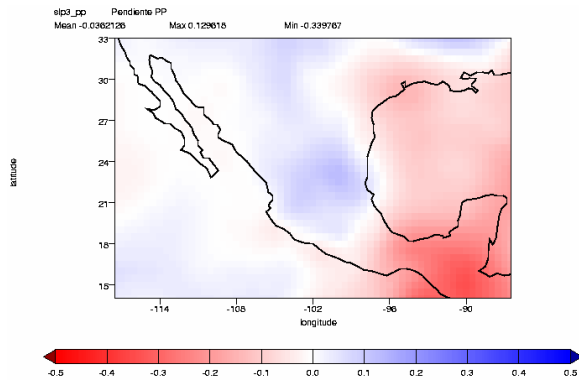 slp3_pp Pendiente PP
Mean -0.0362126 Max 0.129618 Min -0.339767
33
30
27
24
21
18
15
latitude
-114 -108 -102 -96 -90
longitude
-0.5 -0.4 -0.3 -0.2 -0.1 0.0 0.1 0.2 0.3 0.4 0.5